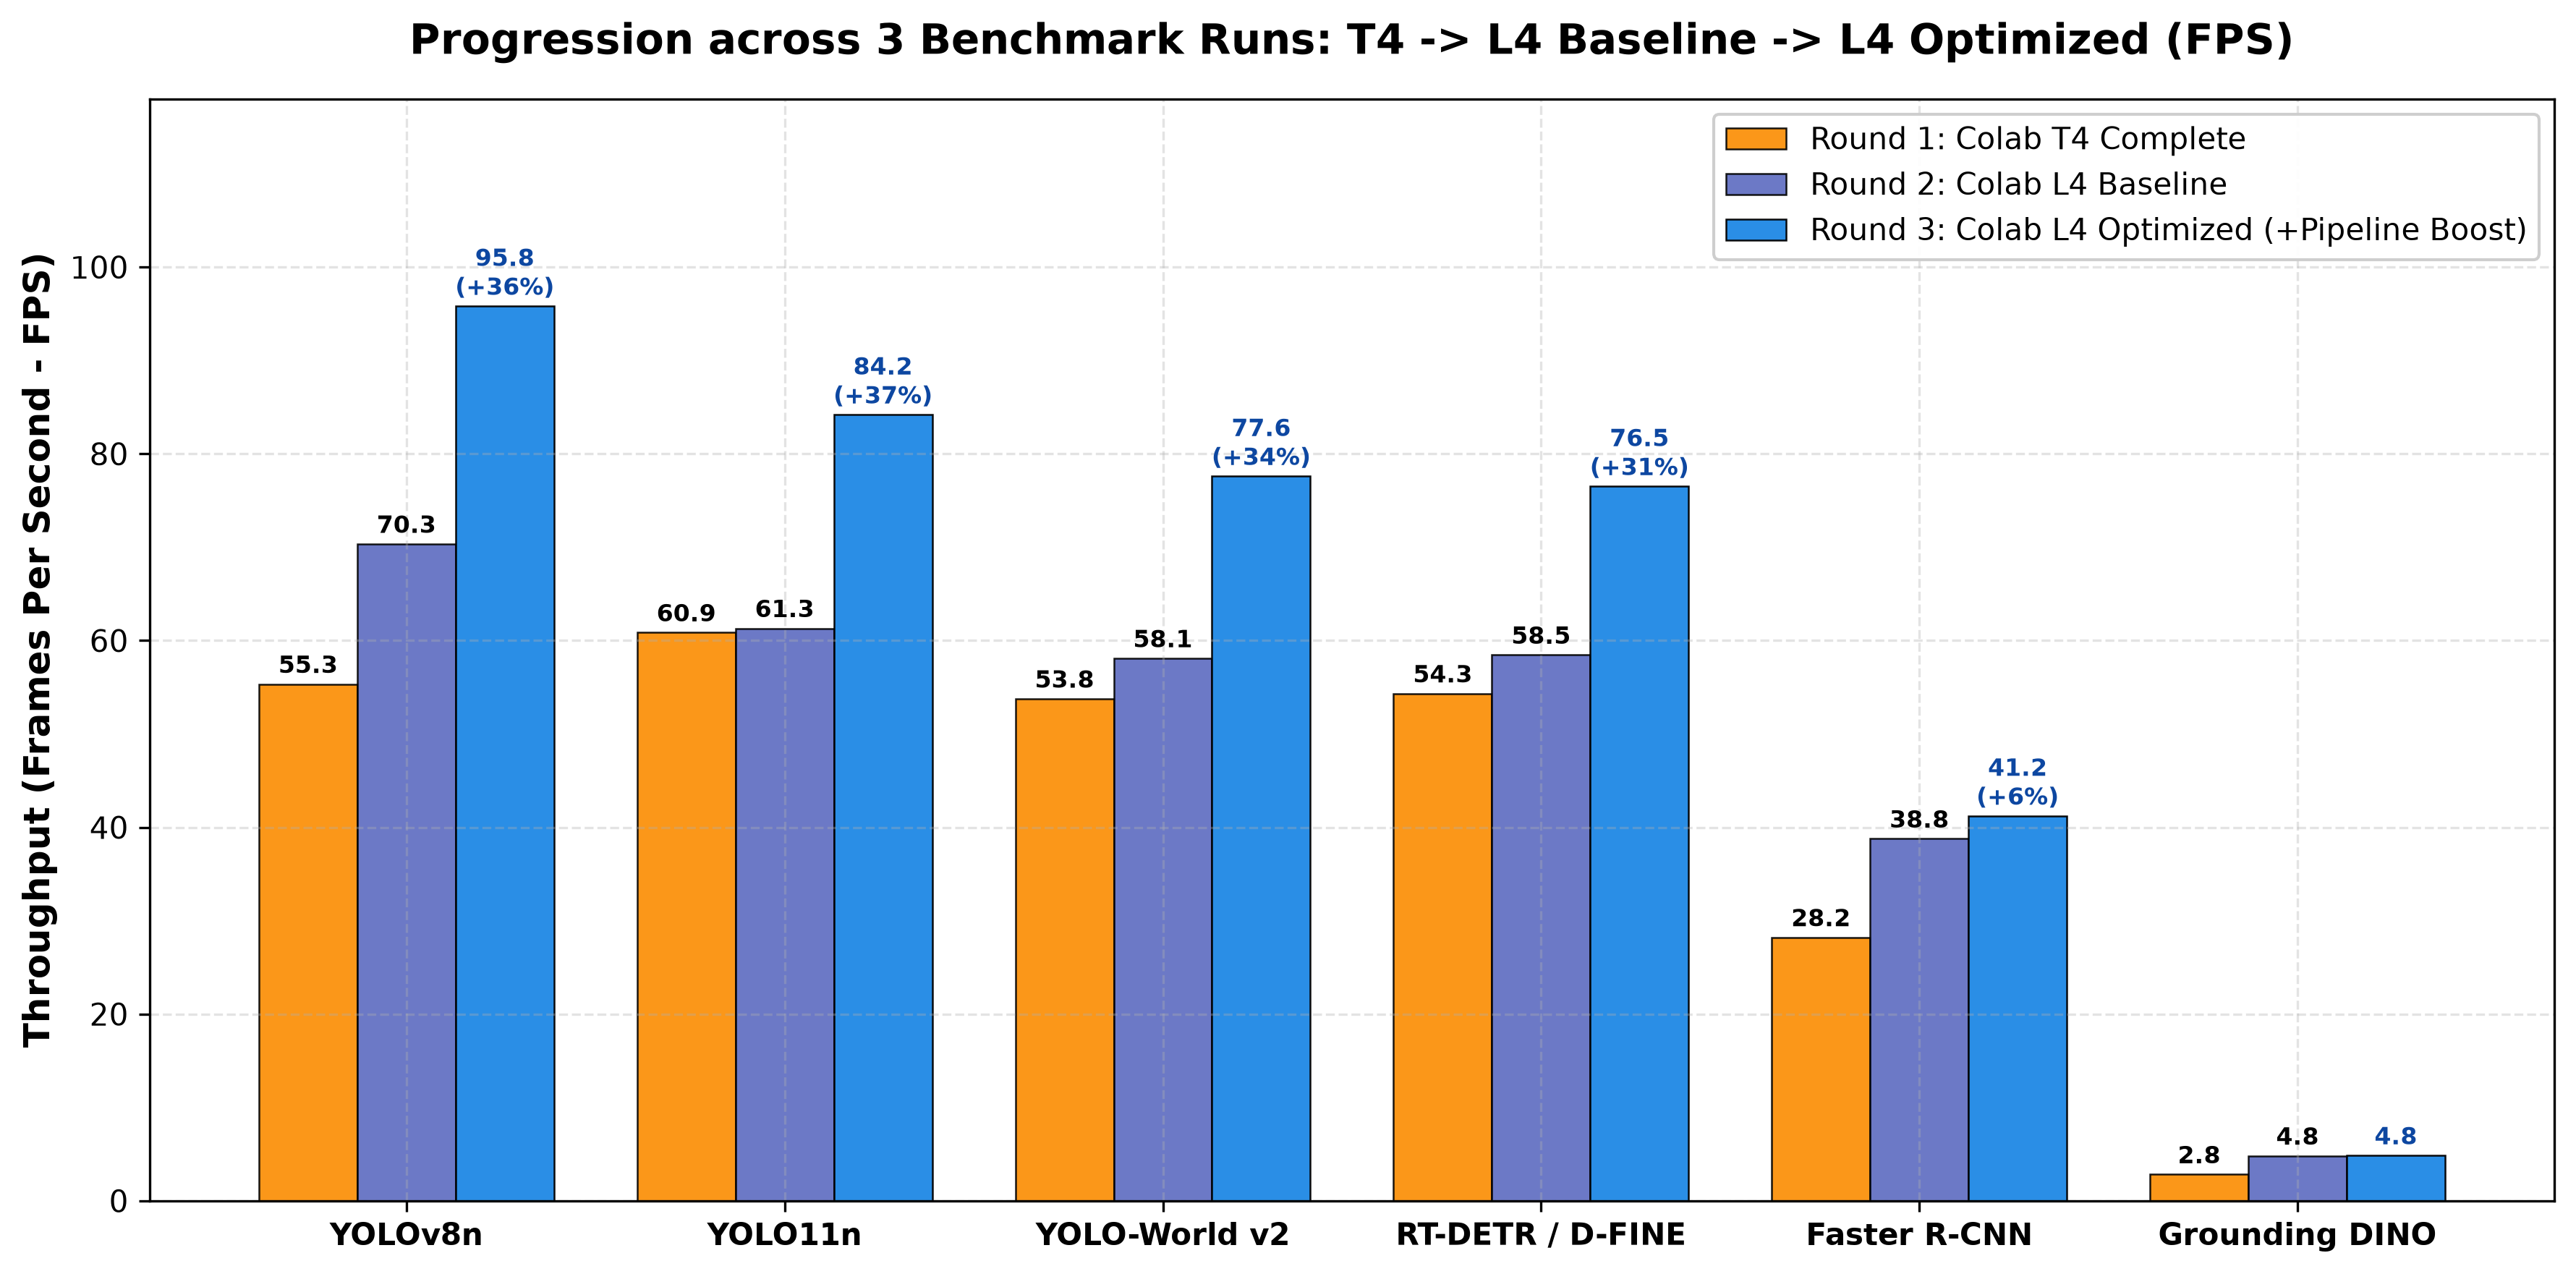 Progression across 3 Benchmark Runs: T4 -> L4 Baseline -> L4 Optimized (FPS)
Round 1: Colab T4 Complete
Round 2: Colab L4 Baseline
Round 3: Colab L4 Optimized (+Pipeline Boost)
Throughput (Frames Per Second - FPS)
100
80
60
40
20
0
55.3
70.3
95.8
(+36%)
60.9
61.3
84.2
(+37%)
53.8
58.1
77.6
(+34%)
54.3
58.5
76.5
(+31%)
28.2
38.8
41.2
(+6%)
2.8
4.8
4.8
YOLOv8n
YOLO11n
YOLO-World v2
RT-DETR / D-FINE
Faster R-CNN
Grounding DINO